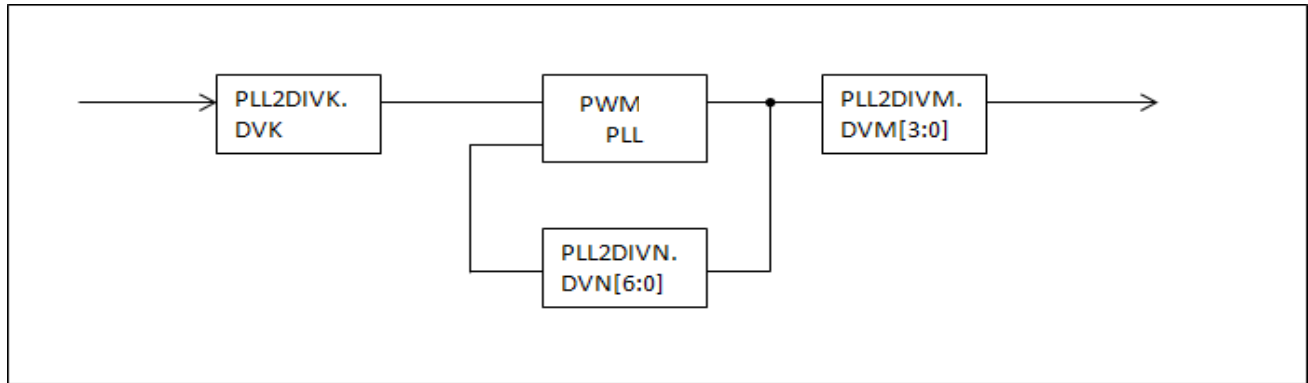 PLL2DIVK.
DVK
PWM
PLL
PLL2DIVM.
DVM[3:0]
PLL2DIVN.
DVN[6:0]